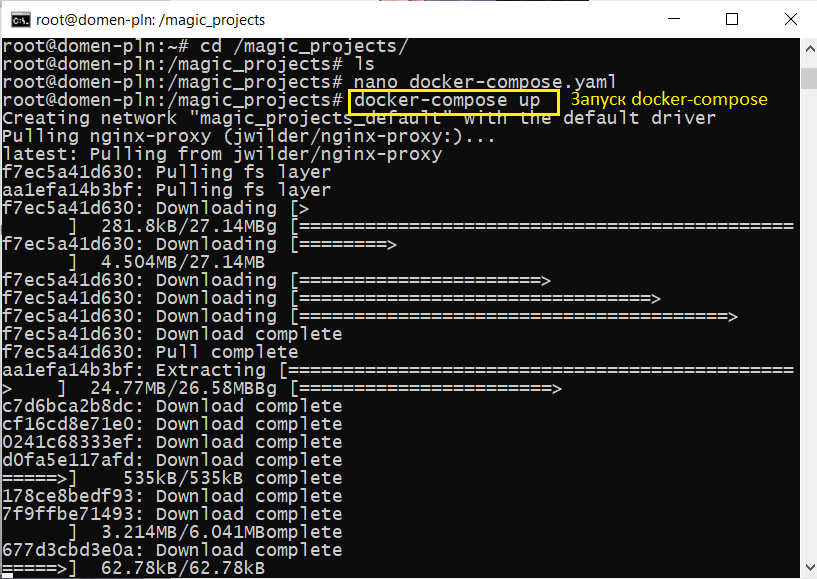 root@domen-pln: /magic_projects
root@domen-pln:~# cd /magic_projects/
root@domen-pln:/magic_projects# ls
root@domen-pln:/magic_projects# nano docker-compose.yaml
root@domen-pln:/magic_projects# docker-compose up Запуск docker-compose
Creating network "magic_projects_default" with the default driver
Pulling nginx-proxy (jwilder/nginx-proxy:)...
latest: Pulling from jwilder/nginx-proxy
f7ec5a41d630: Pulling fs layer
aa1efa14b3bf: Pulling fs layer
f7ec5a41d630: Downloading [>
] 281.8kB/27.14MBg [=============================================
f7ec5a41d630: Downloading [========>
] 4.504MB/27.14MB
f7ec5a41d630: Downloading [======================>
f7ec5a41d630: Downloading [================================>
f7ec5a41d630: Downloading [=======================================>
f7ec5a41d630: Download complete
f7ec5a41d630: Pull complete
aa1efa14b3bf: Extracting [==============================================
> ] 24.77MB/26.58MBBg [=======================>
c7d6bca2b8dc: Download complete
cf16cd8e71e0: Download complete
0241c68333ef: Download complete
d0fa5e117afd: Download complete
=====>] 535kB/535kB complete
178ce8bedf93: Download complete
7f9ffbe71493: Download complete
] 3.214MB/6.041MBomplete
677d3cbd3e0a: Download complete
=====>] 62.78kB/62.78kB